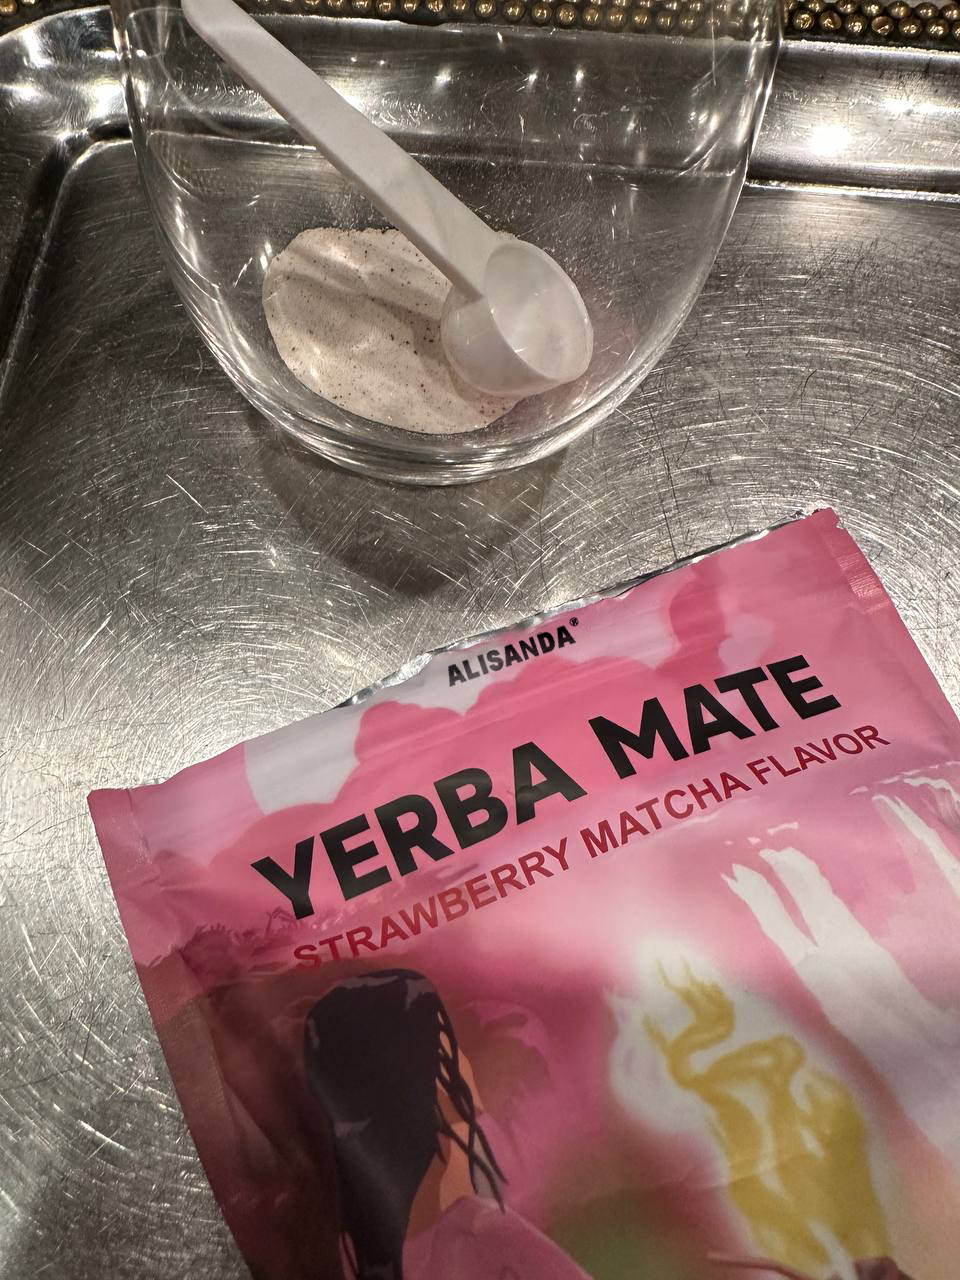 ALISANDA®
YERBA MATE
STRAWBERRY MATCHA FLAVOR